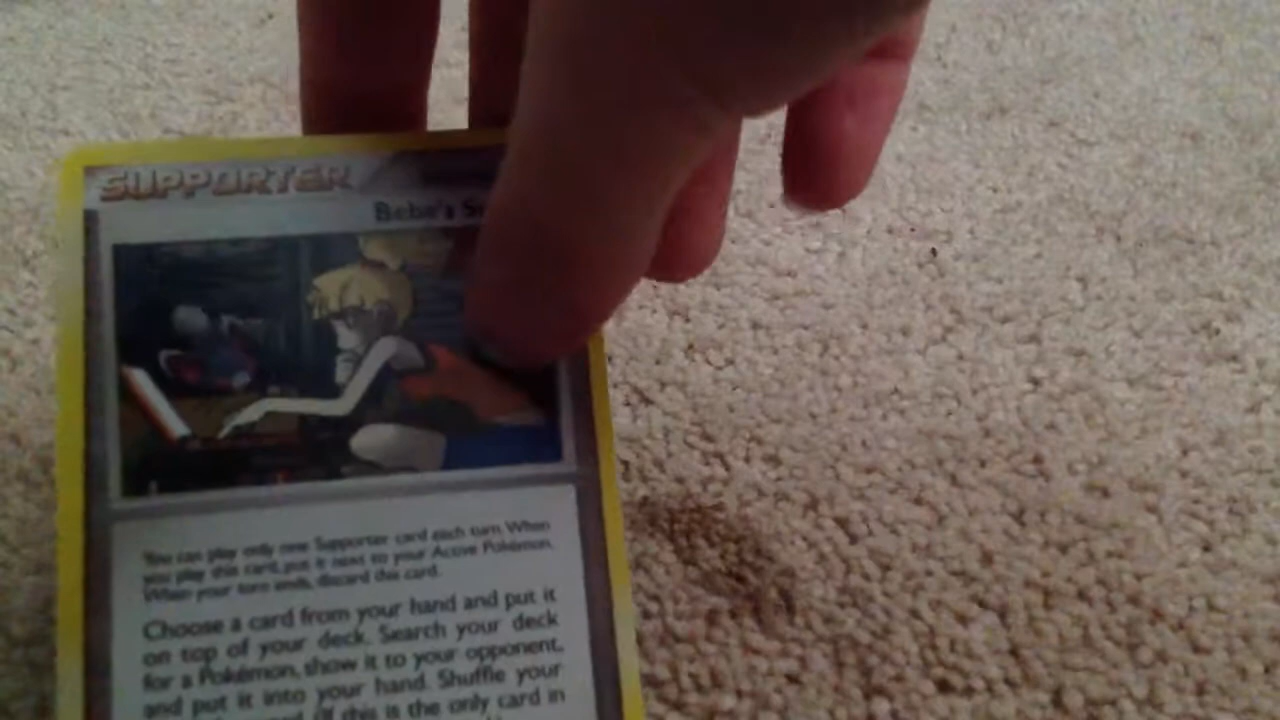 SUPPORTER
Bebe's
You can play only one Supporter card each turn. When
you play this card, put it next to your Active Pokémon.
When your turn ends, discard this card.
Choose a card from your hand and put it
on top of your deck. Search your deck
for a Pokémon, show it to your opponent,
and put it into your hand. Shuffle your
(If this is the only card in